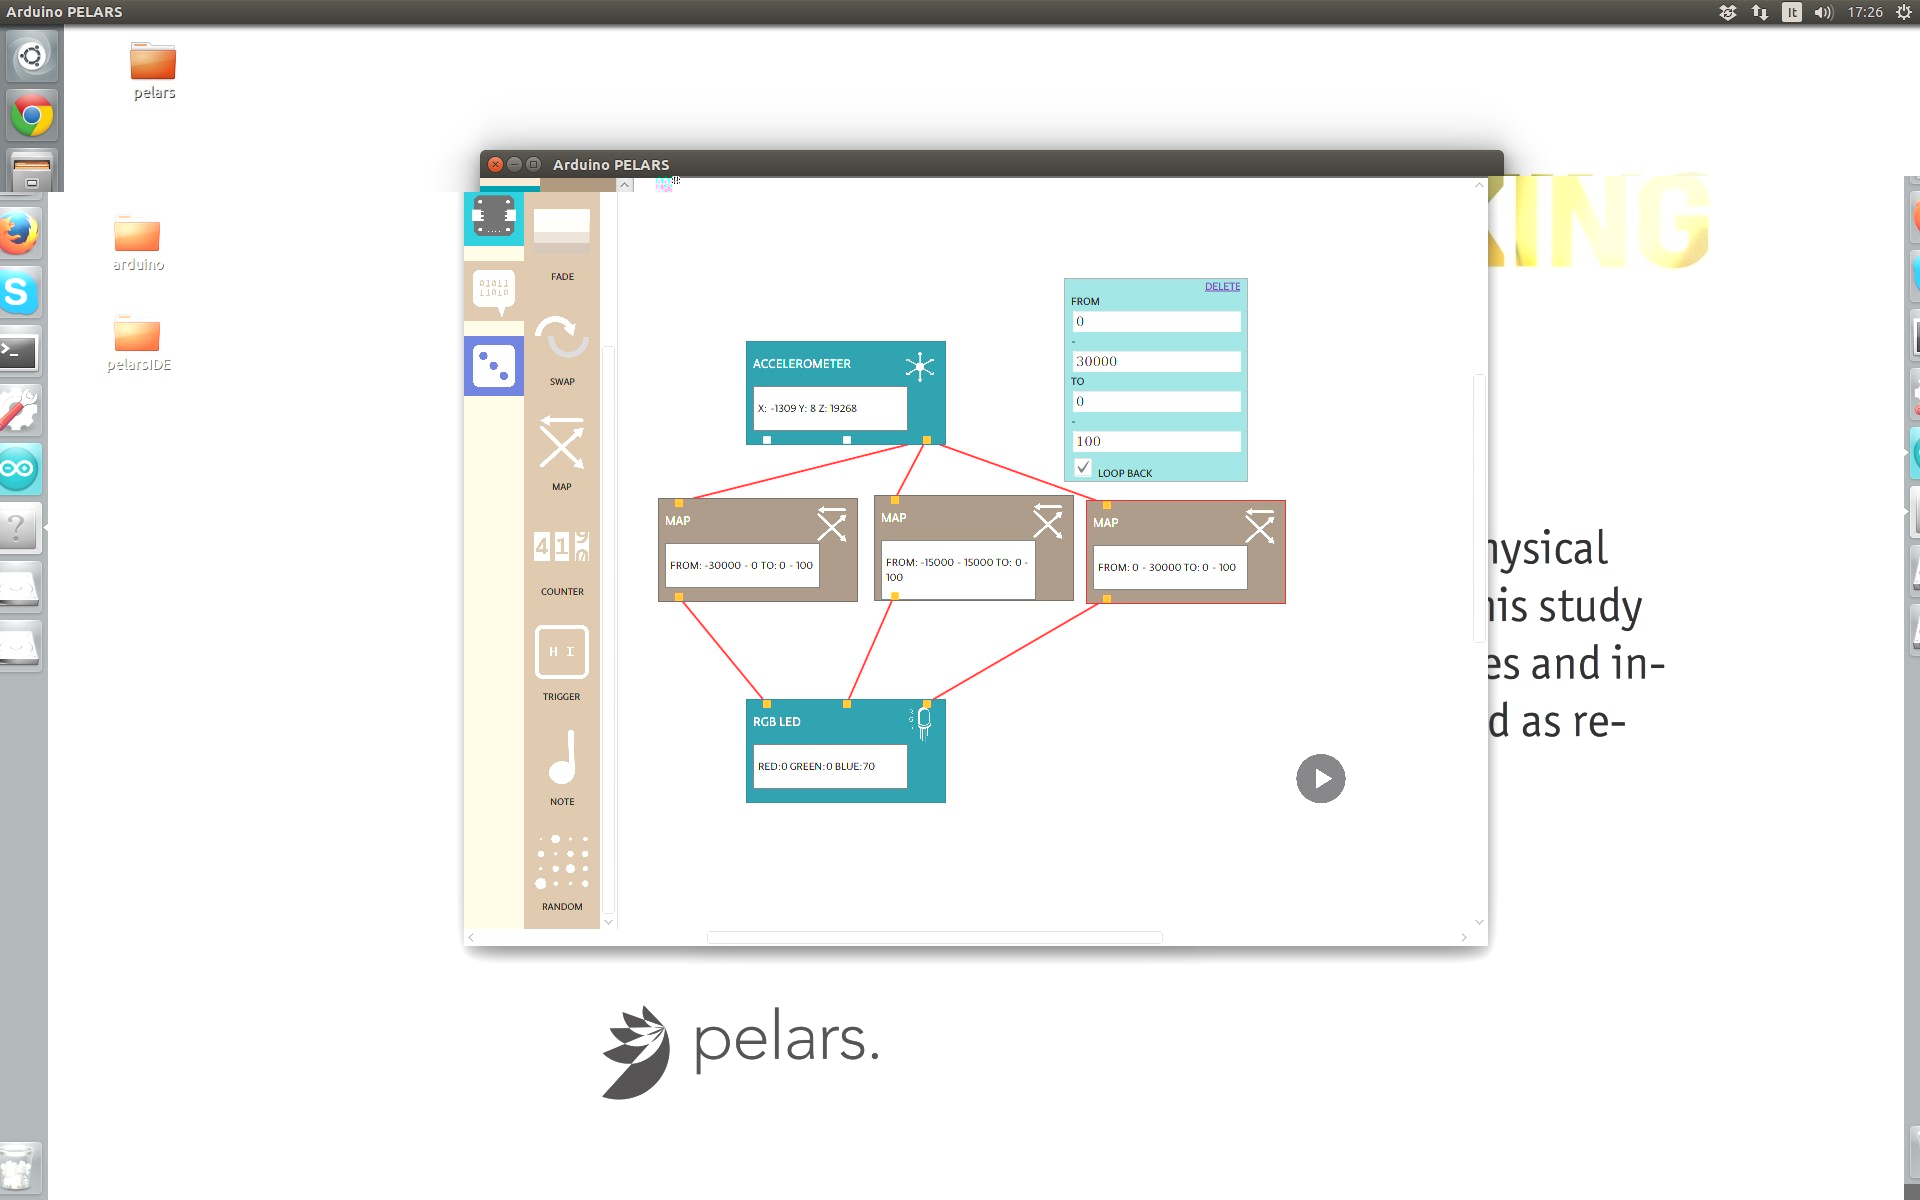 Arduino PELARS
It
17:26
pelars
arduino
pelarsIDE
Arduino PELARS
KING
FADE
SWAP
MAP
COUNTER
H I
TRIGGER
NOTE
RANDOM
DELETE
FROM
0
-
30000
TO
0
-
100
LOOP BACK
ACCELEROMETER
X: -1309 Y: 8 Z: 19268
MAP
FROM: -30000 - 0 TO: 0 - 100
MAP
FROM: -15000 - 15000 TO: 0 -
100
MAP
FROM: 0 - 30000 TO: 0 - 100
RGB LED
RED:0 GREEN:0 BLUE:70
hysical
his study
es and in-
d as re-
pelars.